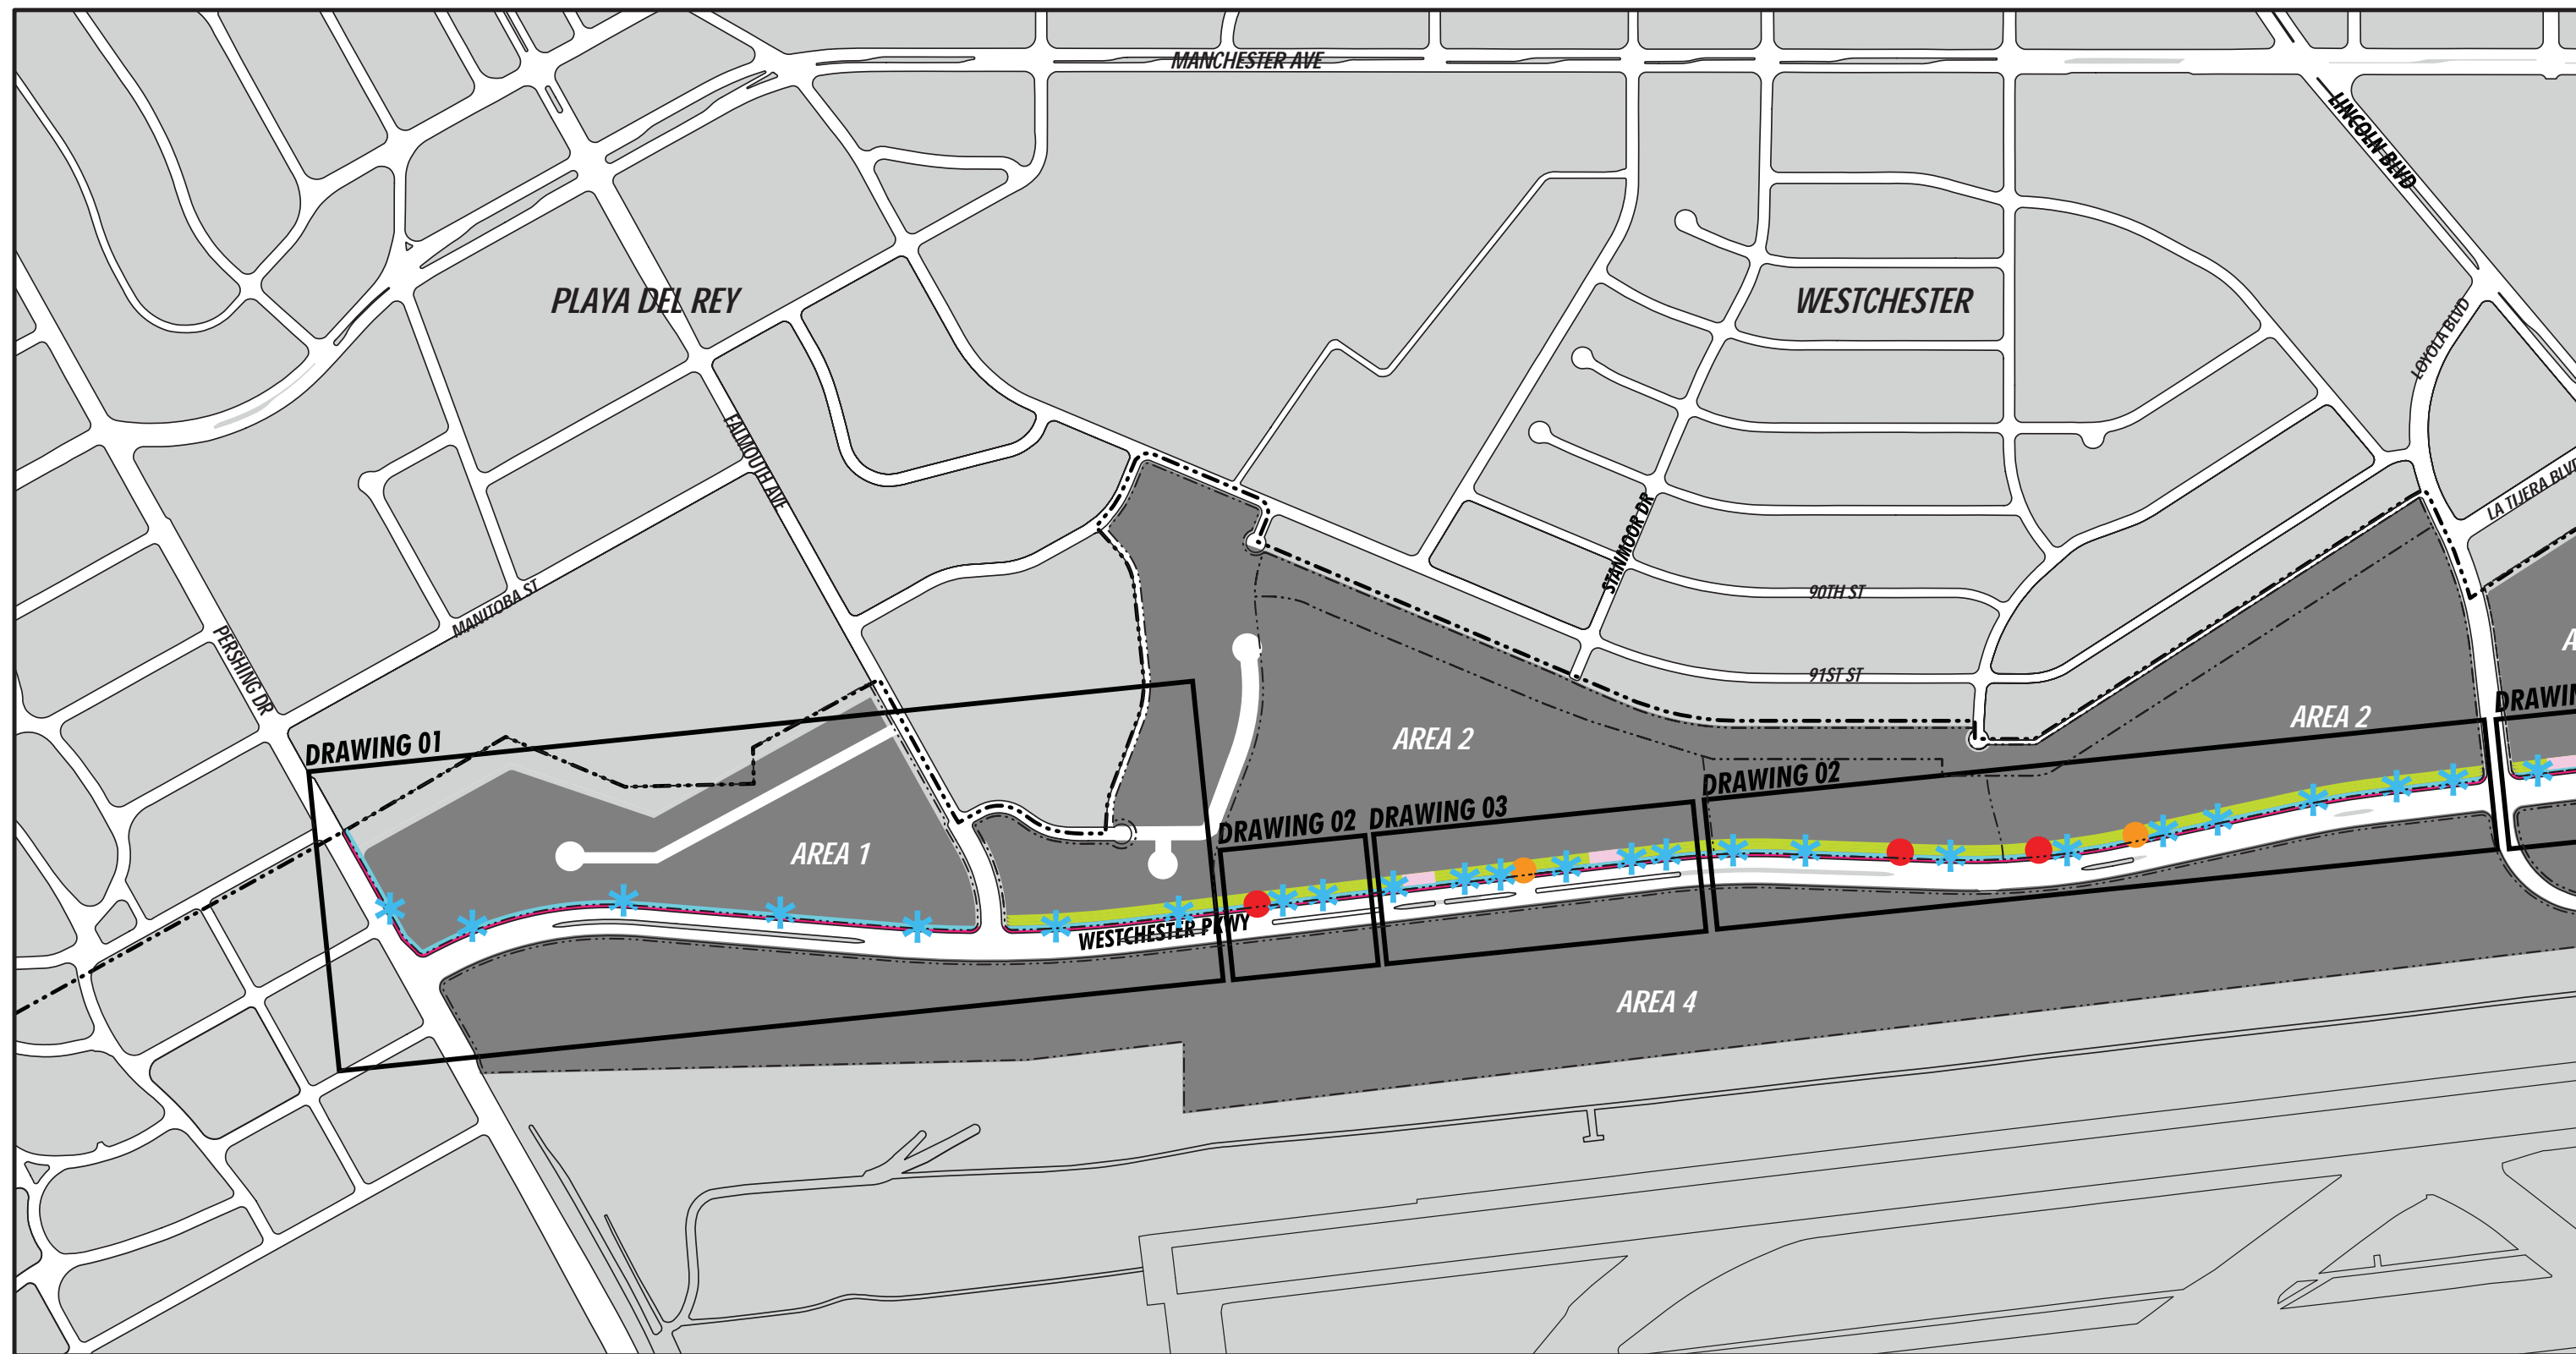 MANCHESTER AVE
LINCOLN BLVD
PLAYA DEL REY
WESTCHESTER
LOYOLA BLVD
FALMOUTH AVE
LA TIJERA BLVD
STANMOOR DR
MANITOBA ST
90TH ST
PERSHING DR
91ST ST
DRAWING 01
AREA 2
AREA 2
DRAWING 02
DRAWING 02
DRAWING 03
AREA 1
WESTCHESTER PKWY
AREA 4